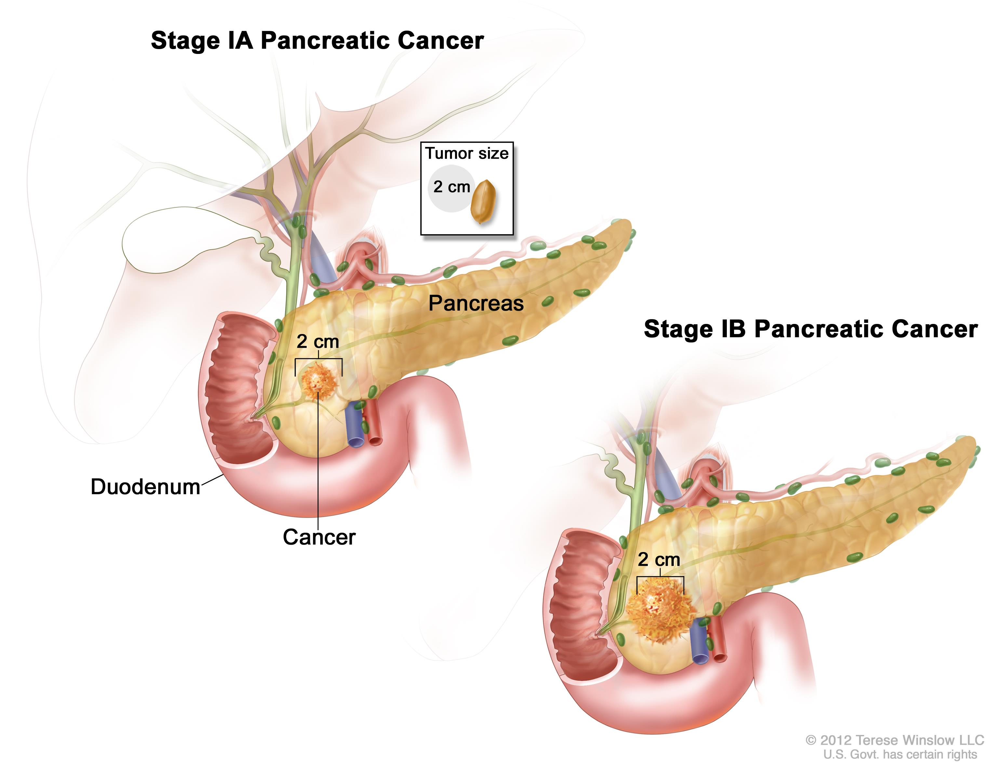 Stage IA Pancreatic Cancer
Tumor size
2 cm
Pancreas
2 cm
Duodenum
Cancer
Stage IB Pancreatic Cancer
2 cm
© 2012 Terese Winslow LLC
U.S. Govt. has certain rights